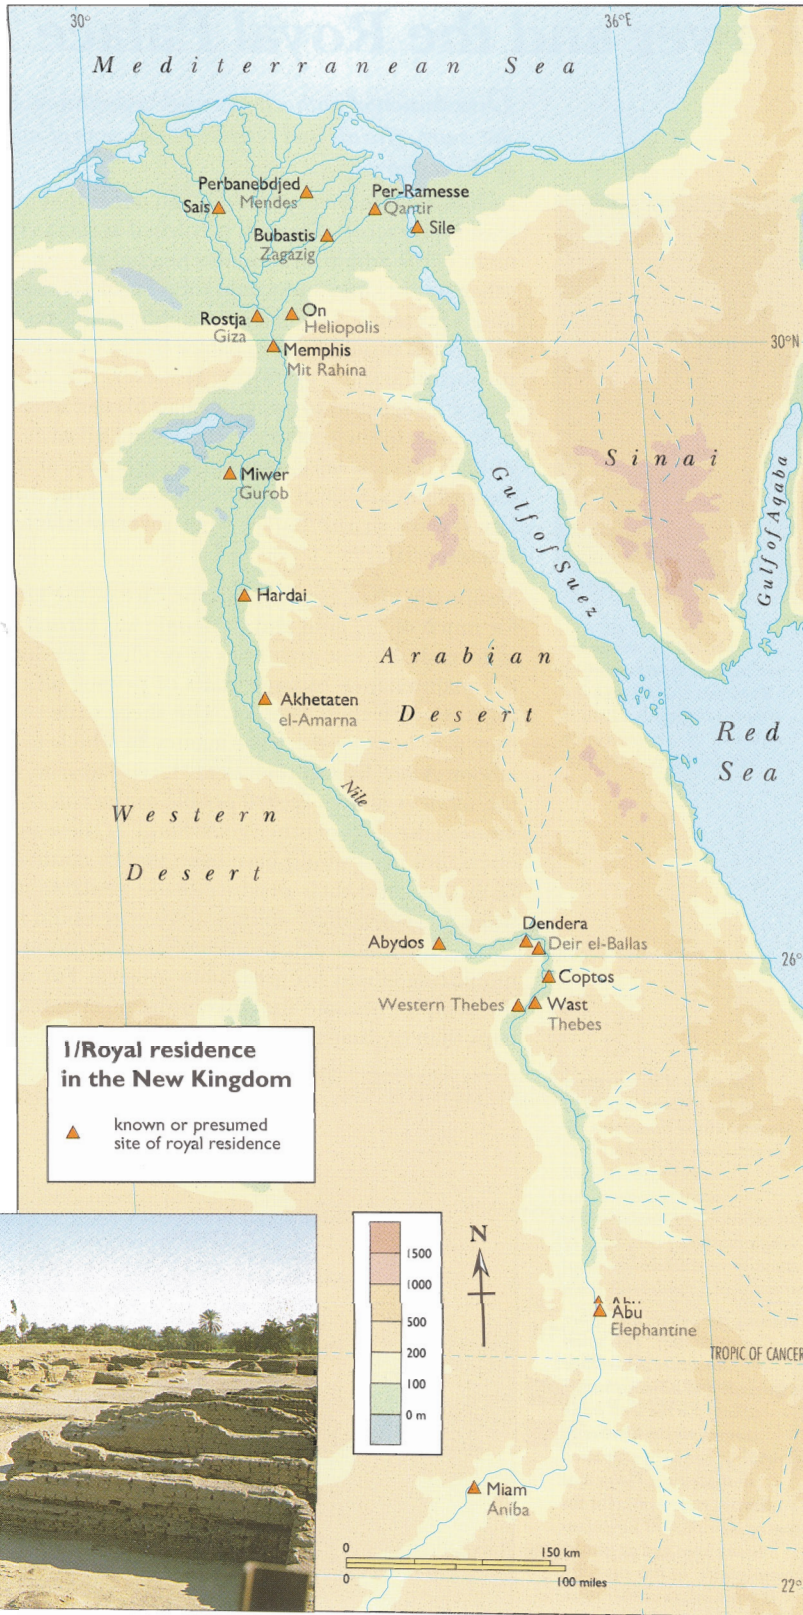 30°
36°E
Mediterranean Sea
Perbanebdjed
Mendes
Per-Ramesse
Qantir
Sais
Sile
Bubastis
Zagazig
Rostja
Giza
On
Heliopolis
30°N
Memphis
Mit Rahina
Sinai
Miwer
Gurob
Gulf of Suez
Gulf of Aqaba
Hardai
Arabian
Desert
Akhetaten
el-Amarna
Red
Sea
Nile
Western
Desert
Dendera
Deir el-Ballas
Abydos
26°
Coptos
Western Thebes
Wast
Thebes
1/Royal residence
in the New Kingdom
known or presumed
site of royal residence
N
1500
1000
500
200
100
0 m
Abu
Elephantine
TROPIC OF CANCER
Miam
Aniba
0
150 km
0
100 miles
22°